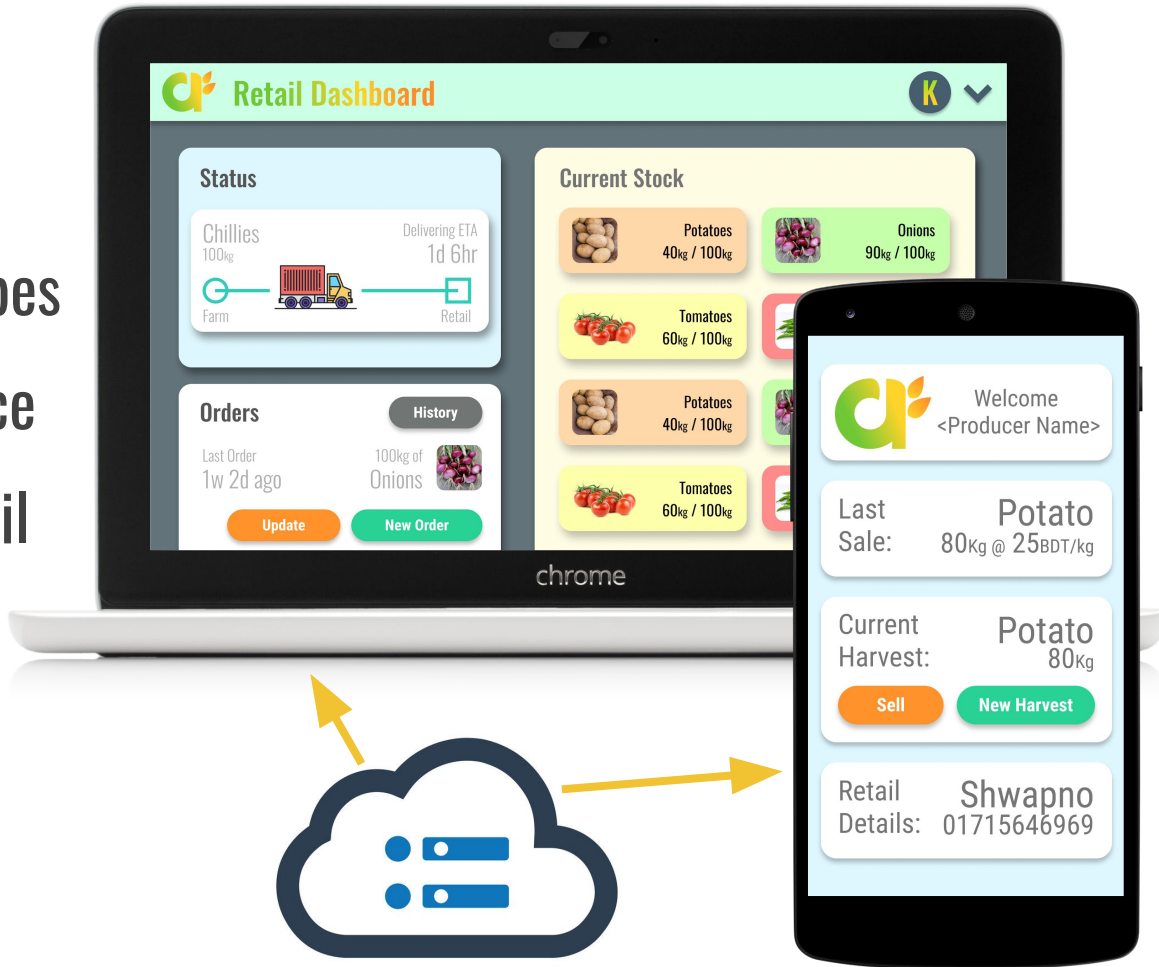 Retail Dashboard
K
Status
Chillies
100kg
Delivering ETA
1d 6hr
Farm
Retail
Orders
History
Last Order
1w 2d ago
100kg of
Onions
Update
New Order
Current Stock
Potatoes
40kg / 100kg
Onions
90kg / 100kg
Tomatoes
60kg / 100kg
Potatoes
40kg / 100kg
Tomatoes
60kg / 100kg
chrome
Welcome
<Producer Name>
Last Sale:
Potato
80Kg @ 25BDT/kg
Current Harvest:
Potato
80Kg
Sell
New Harvest
Retail Details:
Shwapno
01715646969